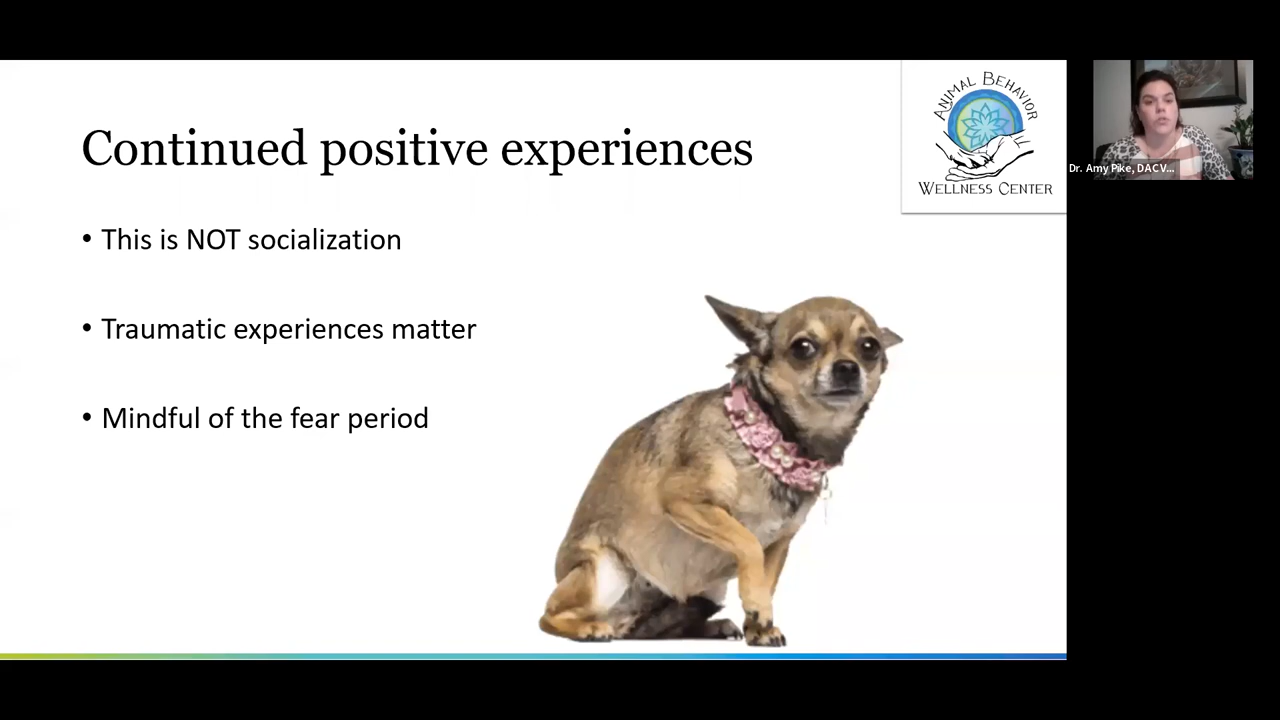 Continued positive experiences
• This is NOT socialization
• Traumatic experiences matter
• Mindful of the fear period
ANIMAL BEHAVIOR
WELLNESS CENTER
Dr. Amy Pike, DACV...